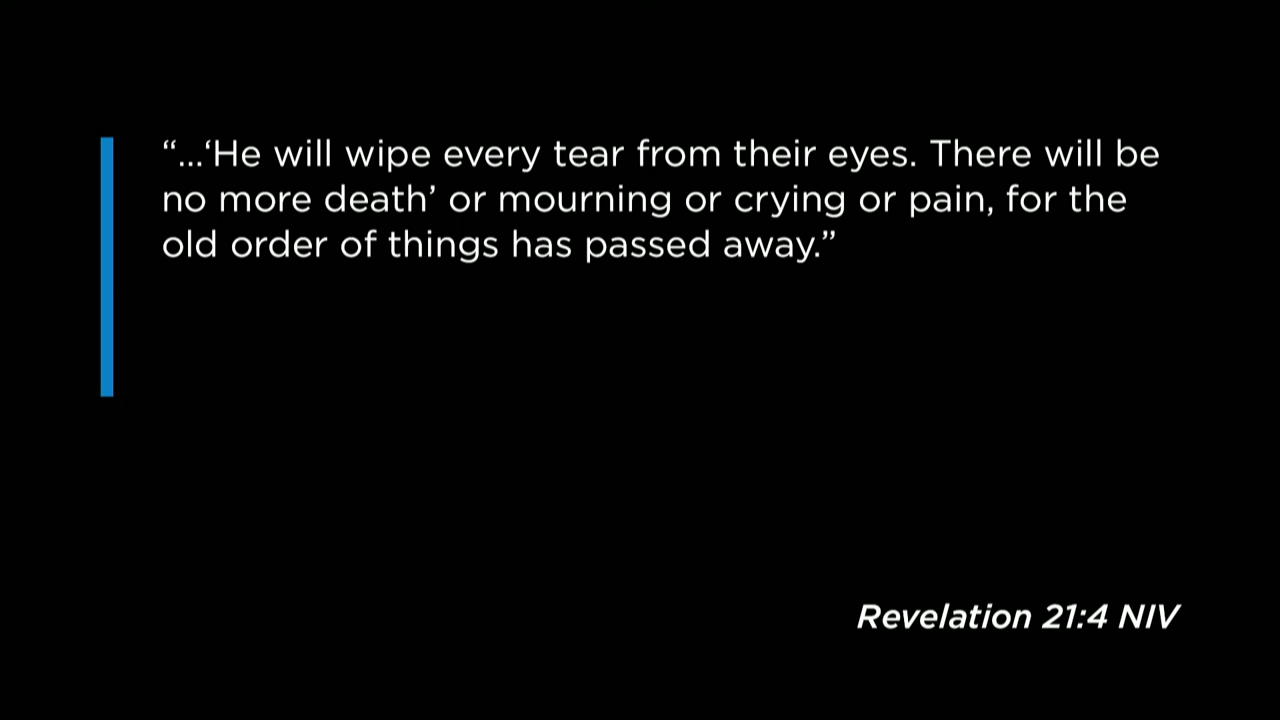 “...‘He will wipe every tear from their eyes. There will be
no more death’ or mourning or crying or pain, for the
old order of things has passed away.”
Revelation 21:4 NIV